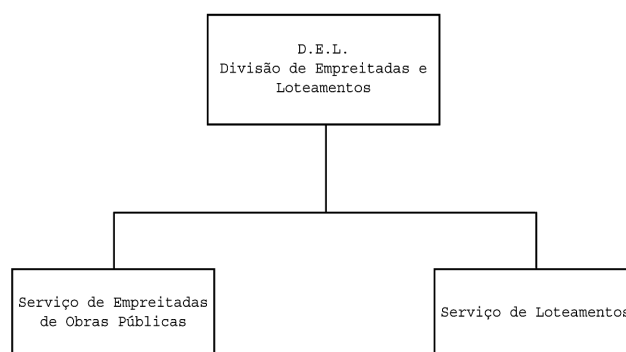 D.E.L.
Divisão de Empreitadas e
Loteamentos
Serviço de Empreitadas
de Obras Públicas
Serviço de Loteamentos